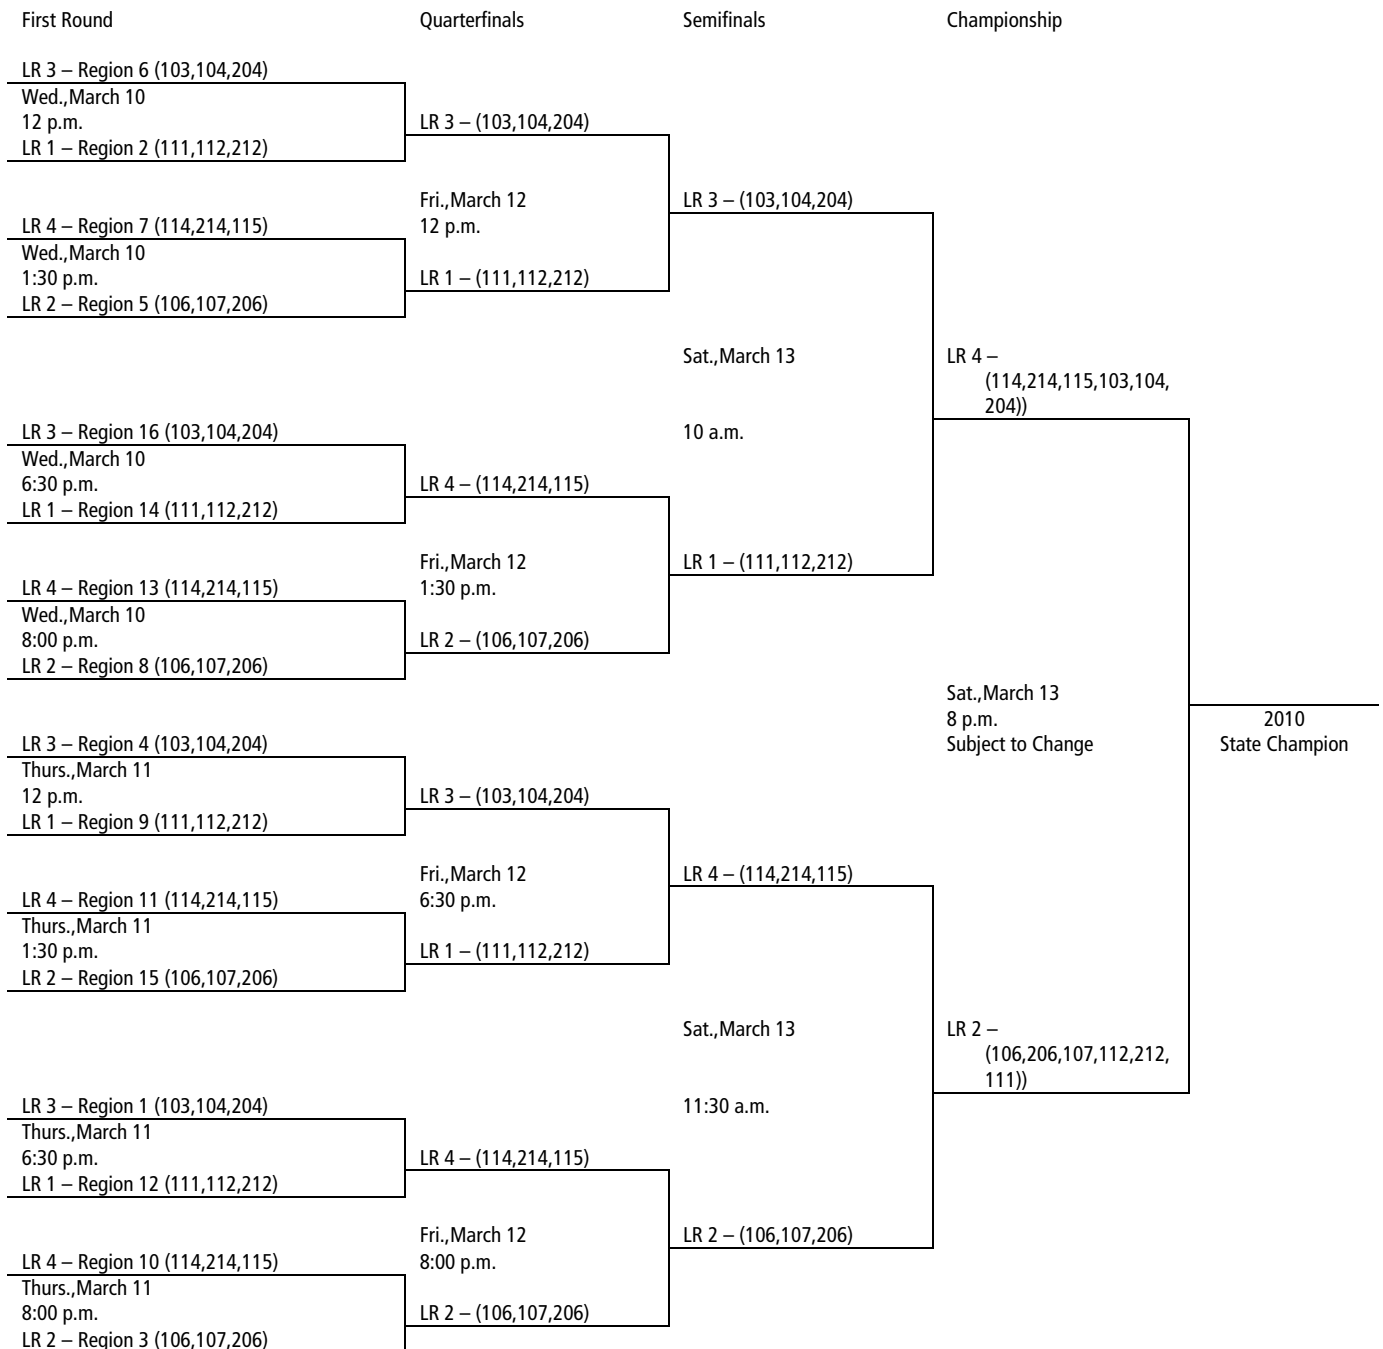 First Round
Quarterfinals
Semifinals
Championship
LR 3 – Region 6 (103,104,204)
Wed.,March 10
12 p.m.
LR 1 – Region 2 (111,112,212)
LR 4 – Region 7 (114,214,115)
Wed.,March 10
1:30 p.m.
LR 2 – Region 5 (106,107,206)
LR 3 – Region 16 (103,104,204)
Wed.,March 10
6:30 p.m.
LR 1 – Region 14 (111,112,212)
LR 4 – Region 13 (114,214,115)
Wed.,March 10
8:00 p.m.
LR 2 – Region 8 (106,107,206)
LR 3 – Region 4 (103,104,204)
Thurs.,March 11
12 p.m.
LR 1 – Region 9 (111,112,212)
LR 4 – Region 11 (114,214,115)
Thurs.,March 11
1:30 p.m.
LR 2 – Region 15 (106,107,206)
LR 3 – Region 1 (103,104,204)
Thurs.,March 11
6:30 p.m.
LR 1 – Region 12 (111,112,212)
LR 4 – Region 10 (114,214,115)
Thurs.,March 11
8:00 p.m.
LR 2 – Region 3 (106,107,206)
LR 3 – (103,104,204)
Fri.,March 12
12 p.m.
LR 1 – (111,112,212)
LR 4 – (114,214,115)
Fri.,March 12
1:30 p.m.
LR 2 – (106,107,206)
LR 3 – (103,104,204)
Fri.,March 12
6:30 p.m.
LR 1 – (111,112,212)
LR 4 – (114,214,115)
Fri.,March 12
8:00 p.m.
LR 2 – (106,107,206)
LR 3 – (103,104,204)
Sat.,March 13
10 a.m.
LR 1 – (111,112,212)
LR 4 – (114,214,115)
Sat.,March 13
11:30 a.m.
LR 2 – (106,107,206)
LR 4 –
(114,214,115,103,104,
204))
Sat.,March 13
8 p.m.
Subject to Change
LR 2 –
(106,206,107,112,212,
111))
2010
State Champion